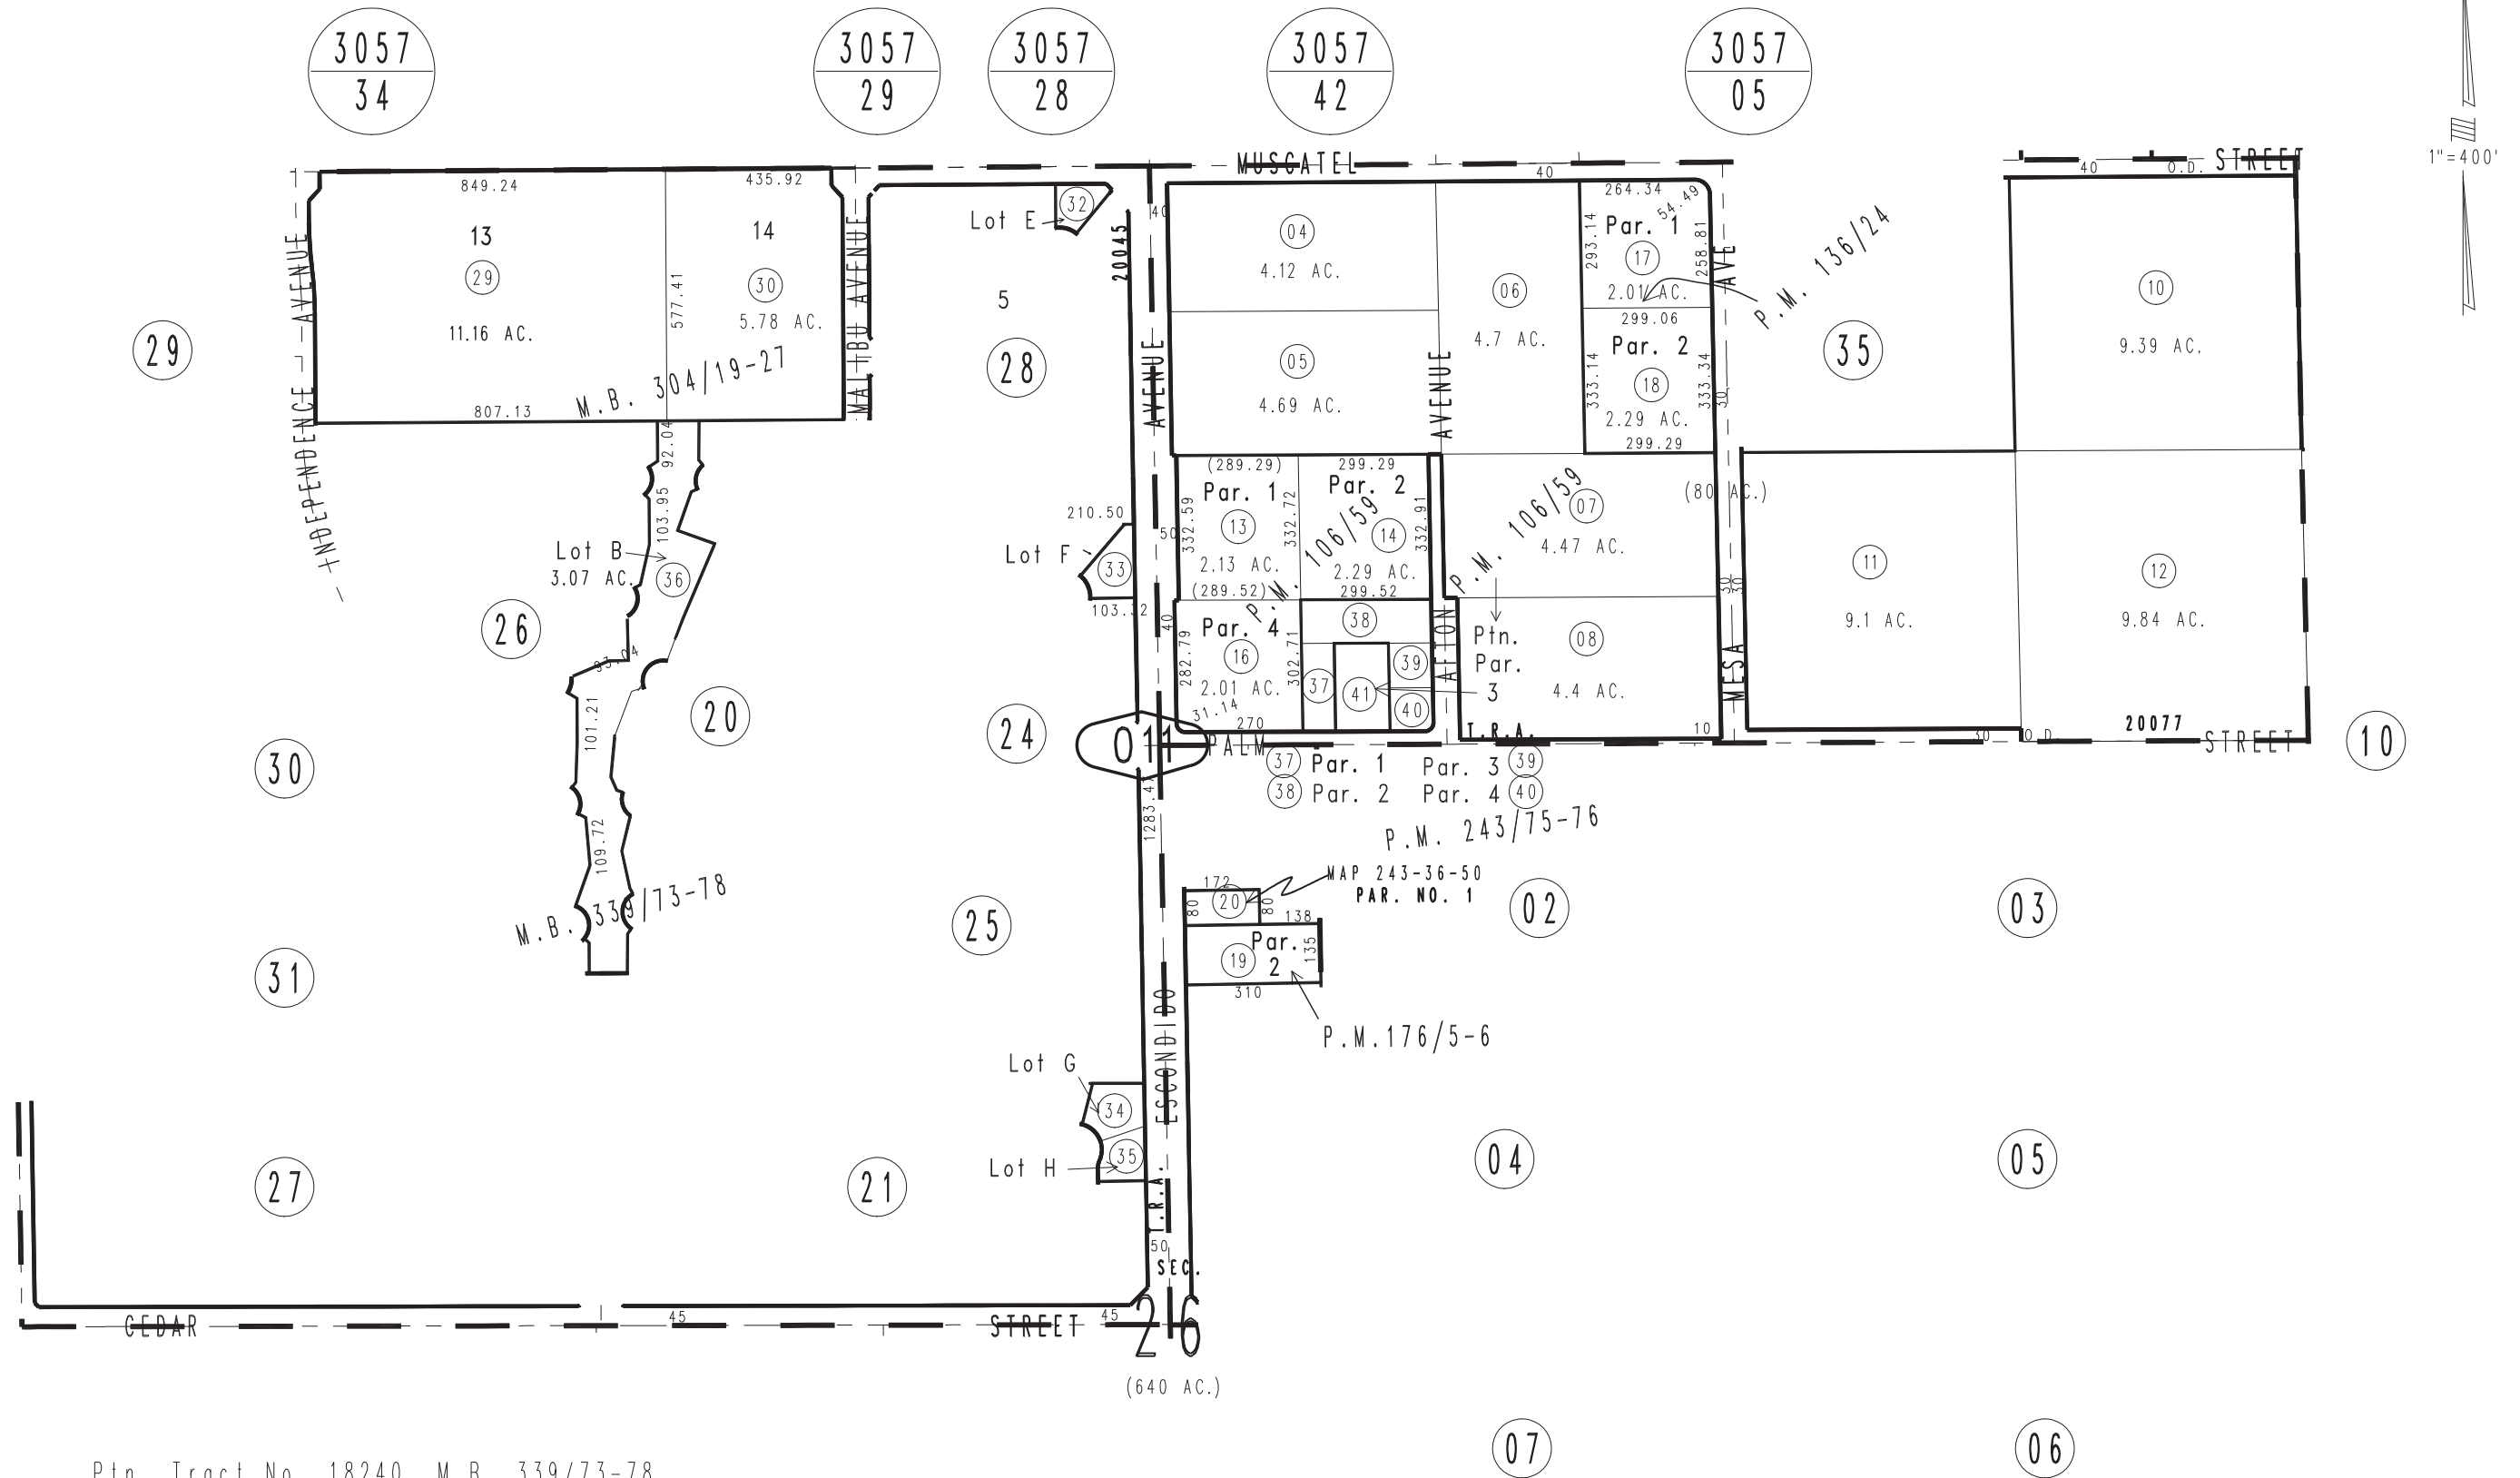 3057
34
3057
29
3057
28
3057
42
3057
05
1"=400'
MUSCATEL
40
40
O.D.
STREET
849.24
435.92
264.34
54.49
13
29
11.16 AC.
14
30
5.78 AC.
577.41
807.13
M.B. 304/19-27
INDEPENDENCE AVENUE
MALIBU AVENUE
Lot E
32
20045
40
5
29
28
04
4.12 AC.
05
4.69 AC.
06
4.7 AC.
Par. 1
17
2.01 AC.
293.14
258.81
299.06
Par. 2
18
2.29 AC.
333.14
333.34
299.29
30
AVE
P.M. 136/24
35
10
9.39 AC.
AVENUE
AVENUE
92.04
103.95
Lot B
3.07 AC.
36
26
93.04
101.21
109.72
20
M.B. 339/73-78
210.50
Lot F
33
103.32
50
(289.29)
Par. 1
13
2.13 AC.
332.59
332.72
(289.52)
299.29
Par. 2
14
2.29 AC.
332.91
299.52
P.M. 106/59
P.M. 106/59
07
4.47 AC.
(80 AC.)
30
30
11
9.1 AC.
12
9.84 AC.
40
Par. 4
16
2.01 AC.
282.79
302.71
31.14
270
38
37
41
39
40
AFTON
Ptn.
Par.
3
08
4.4 AC.
10
MESA
T.R.A.
24
30
011
PALM
30
O.D.
20077
STREET
10
37 Par. 1 Par. 3 39
38 Par. 2 Par. 4 40
P.M. 243/75-76
MAP 243-36-50
PAR. NO. 1
172
20
80
80
138
Par.
2
19
135
310
P.M.176/5-6
25
31
02
03
ESCONDIDO
Lot G
34
Lot H
35
T.R.A.
50
SEC.
26
(640 AC.)
27
21
04
05
CEDAR
45
STREET
45
07
06
Ptn. Tract No. 18240 M.B. 339/73-78